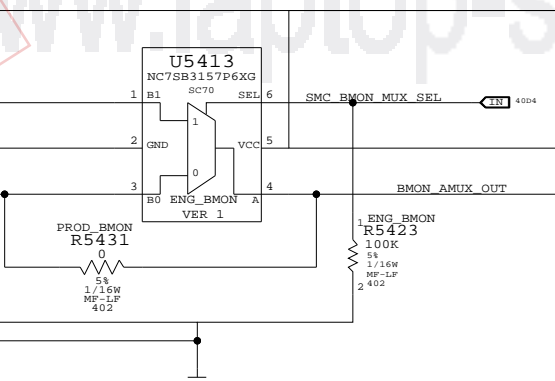 www.laptop-s
U5413
NC7SB3157P6XG
SC70
1 B1
SEL 6
SMC_BMON_MUX_SEL
IN 40D4
1
2 GND
VCC 5
0
3 B0
A 4
BMON_AMUX_OUT
ENG_BMON
VER 1
PROD_BMON
R5431
0
5%
1/16W
MF-LF
402
1 ENG_BMON
R5423
100K
5%
1/16W
MF-LF
2 402